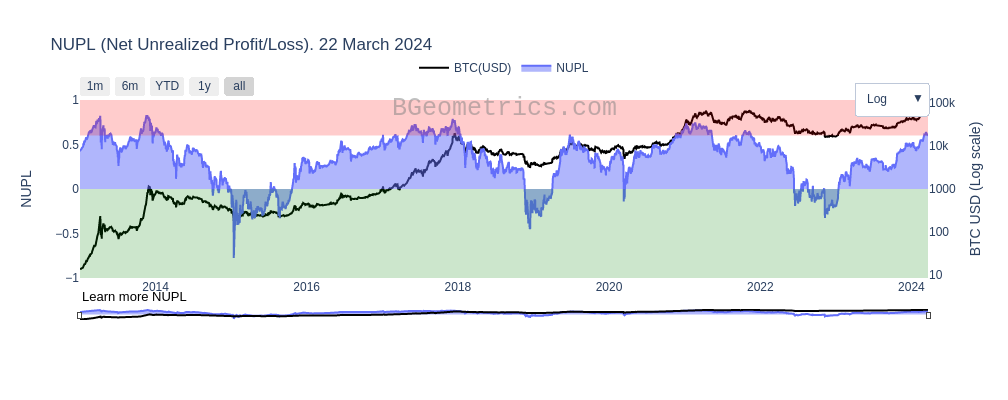 NUPL (Net Unrealized Profit/Loss). 22 March 2024
BTC(USD) NUPL
1m 6m YTD 1y all
Log ▼
BGeometrics.com
1
0.5
0
−0.5
−1
NUPL
100k
10k
1000
100
10
BTC USD (Log scale)
2014 2016 2018 2020 2022 2024
Learn more NUPL